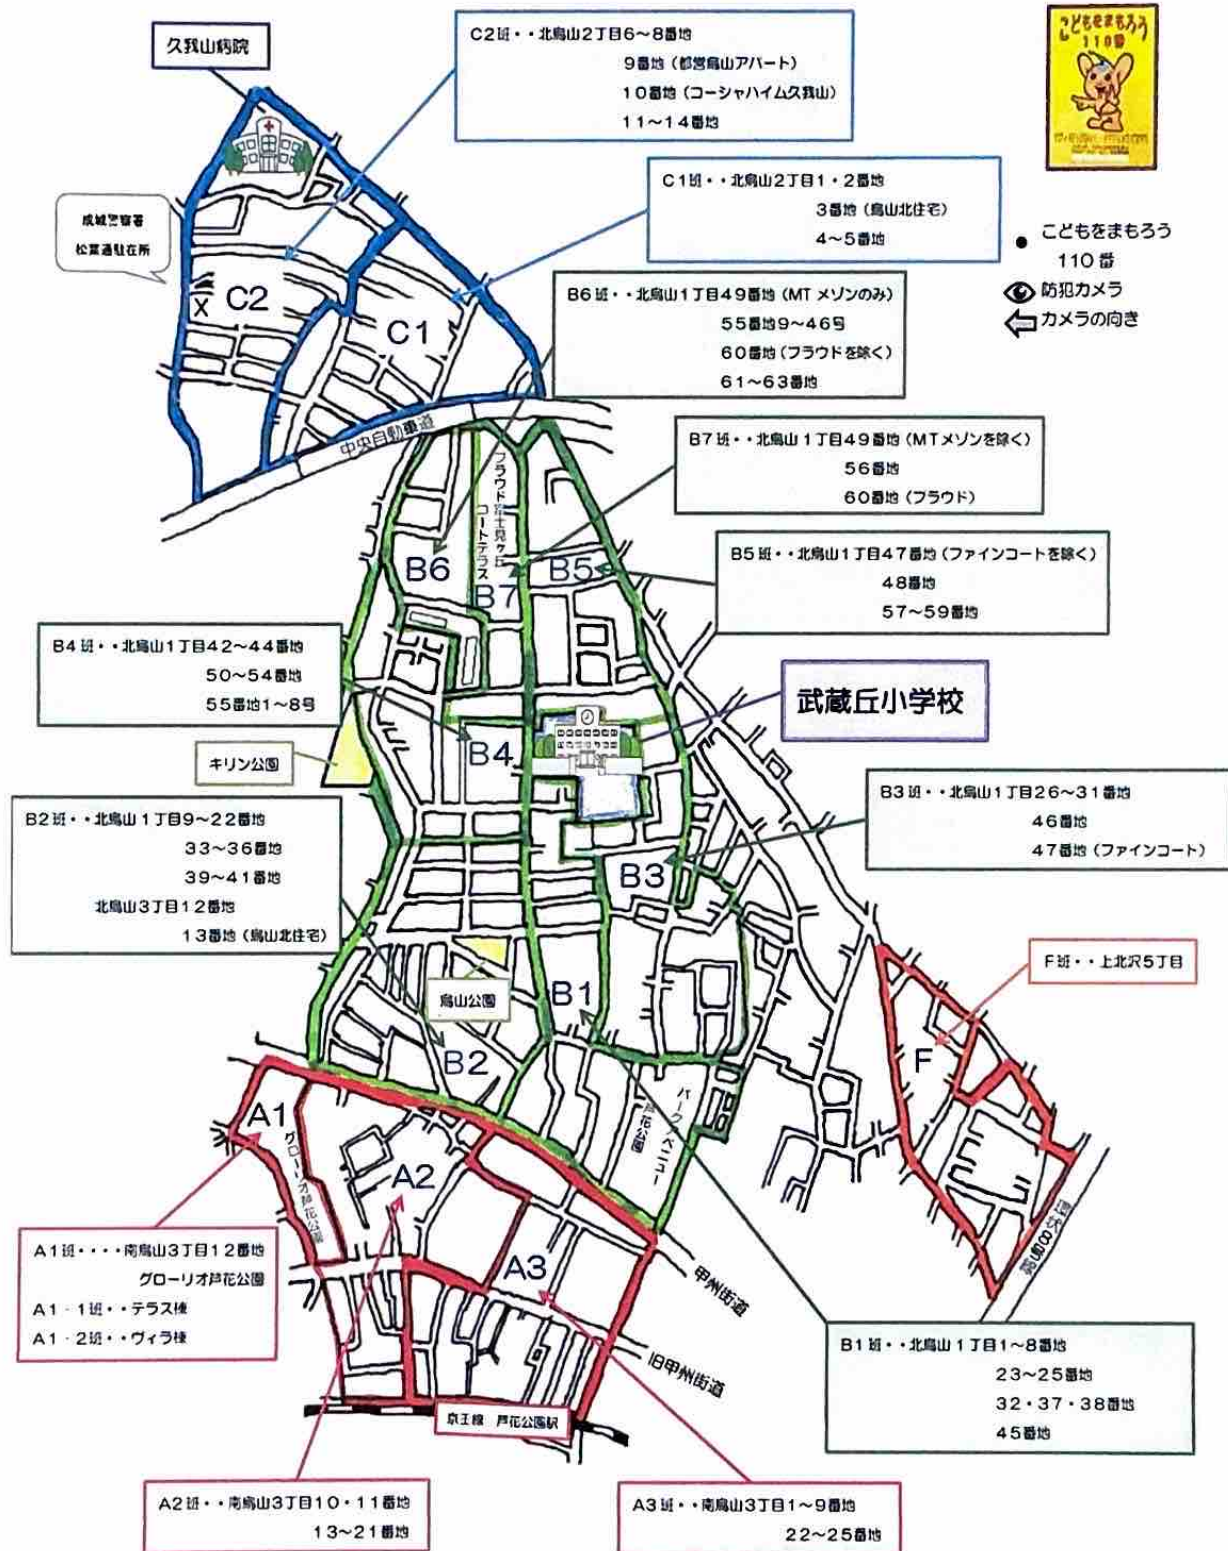 久我山病院
C2班・・北烏山2丁目6～8番地
9番地(都営烏山アパート)
10番地(コーシャハイム久我山)
11～14番地
こどもをまもろう
110番
C1班・・北烏山2丁目1・2番地
3番地(烏山北住宅)
4～5番地
成城警察署
松葉通駐在所
● こどもをまもろう
110番
防犯カメラ
カメラの向き
B6班・・北烏山1丁目49番地(MTメゾンのみ)
55番地9～46号
60番地(プラウドを除く)
61～63番地
C2
X
C1
中央自動車道
B7班・・北烏山1丁目49番地(MTメゾンを除く)
56番地
60番地(プラウド)
プラウド富士見ヶ丘
コートテラス
B6
B7
B5
B5班・・北烏山1丁目47番地(ファインコートを除く)
48番地
57～59番地
B4班・・北烏山1丁目42～44番地
50～54番地
55番地1～8号
武蔵丘小学校
B4
キリン公園
B3班・・北烏山1丁目26～31番地
46番地
47番地(ファインコート)
B2班・・北烏山1丁目9～22番地
33～36番地
39～41番地
北烏山3丁目12番地
13番地(烏山北住宅)
B3
F班・・上北沢5丁目
烏山公園
B1
B2
F
パークアベニュー
芦花公園
A1
グローリオ芦花公園
A2
A3
環状8号線
A1班・・・・南烏山3丁目12番地
グローリオ芦花公園
A1-1班・・テラス棟
A1-2班・・ヴィラ棟
甲州街道
旧甲州街道
B1班・・北烏山1丁目1～8番地
23～25番地
32・37・38番地
45番地
京王線 芦花公園駅
A2班・・南烏山3丁目10・11番地
13～21番地
A3班・・南烏山3丁目1～9番地
22～25番地